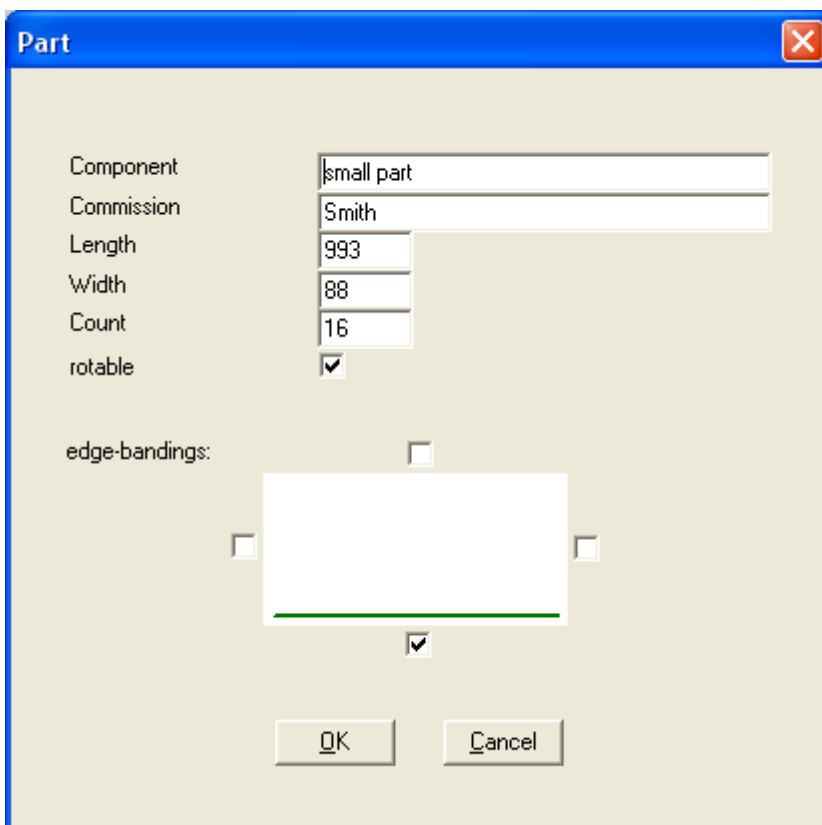 Part
Component small part
Commission Smith
Length 993
Width 88
Count 16
rotable
edge-bandings:
OK Cancel